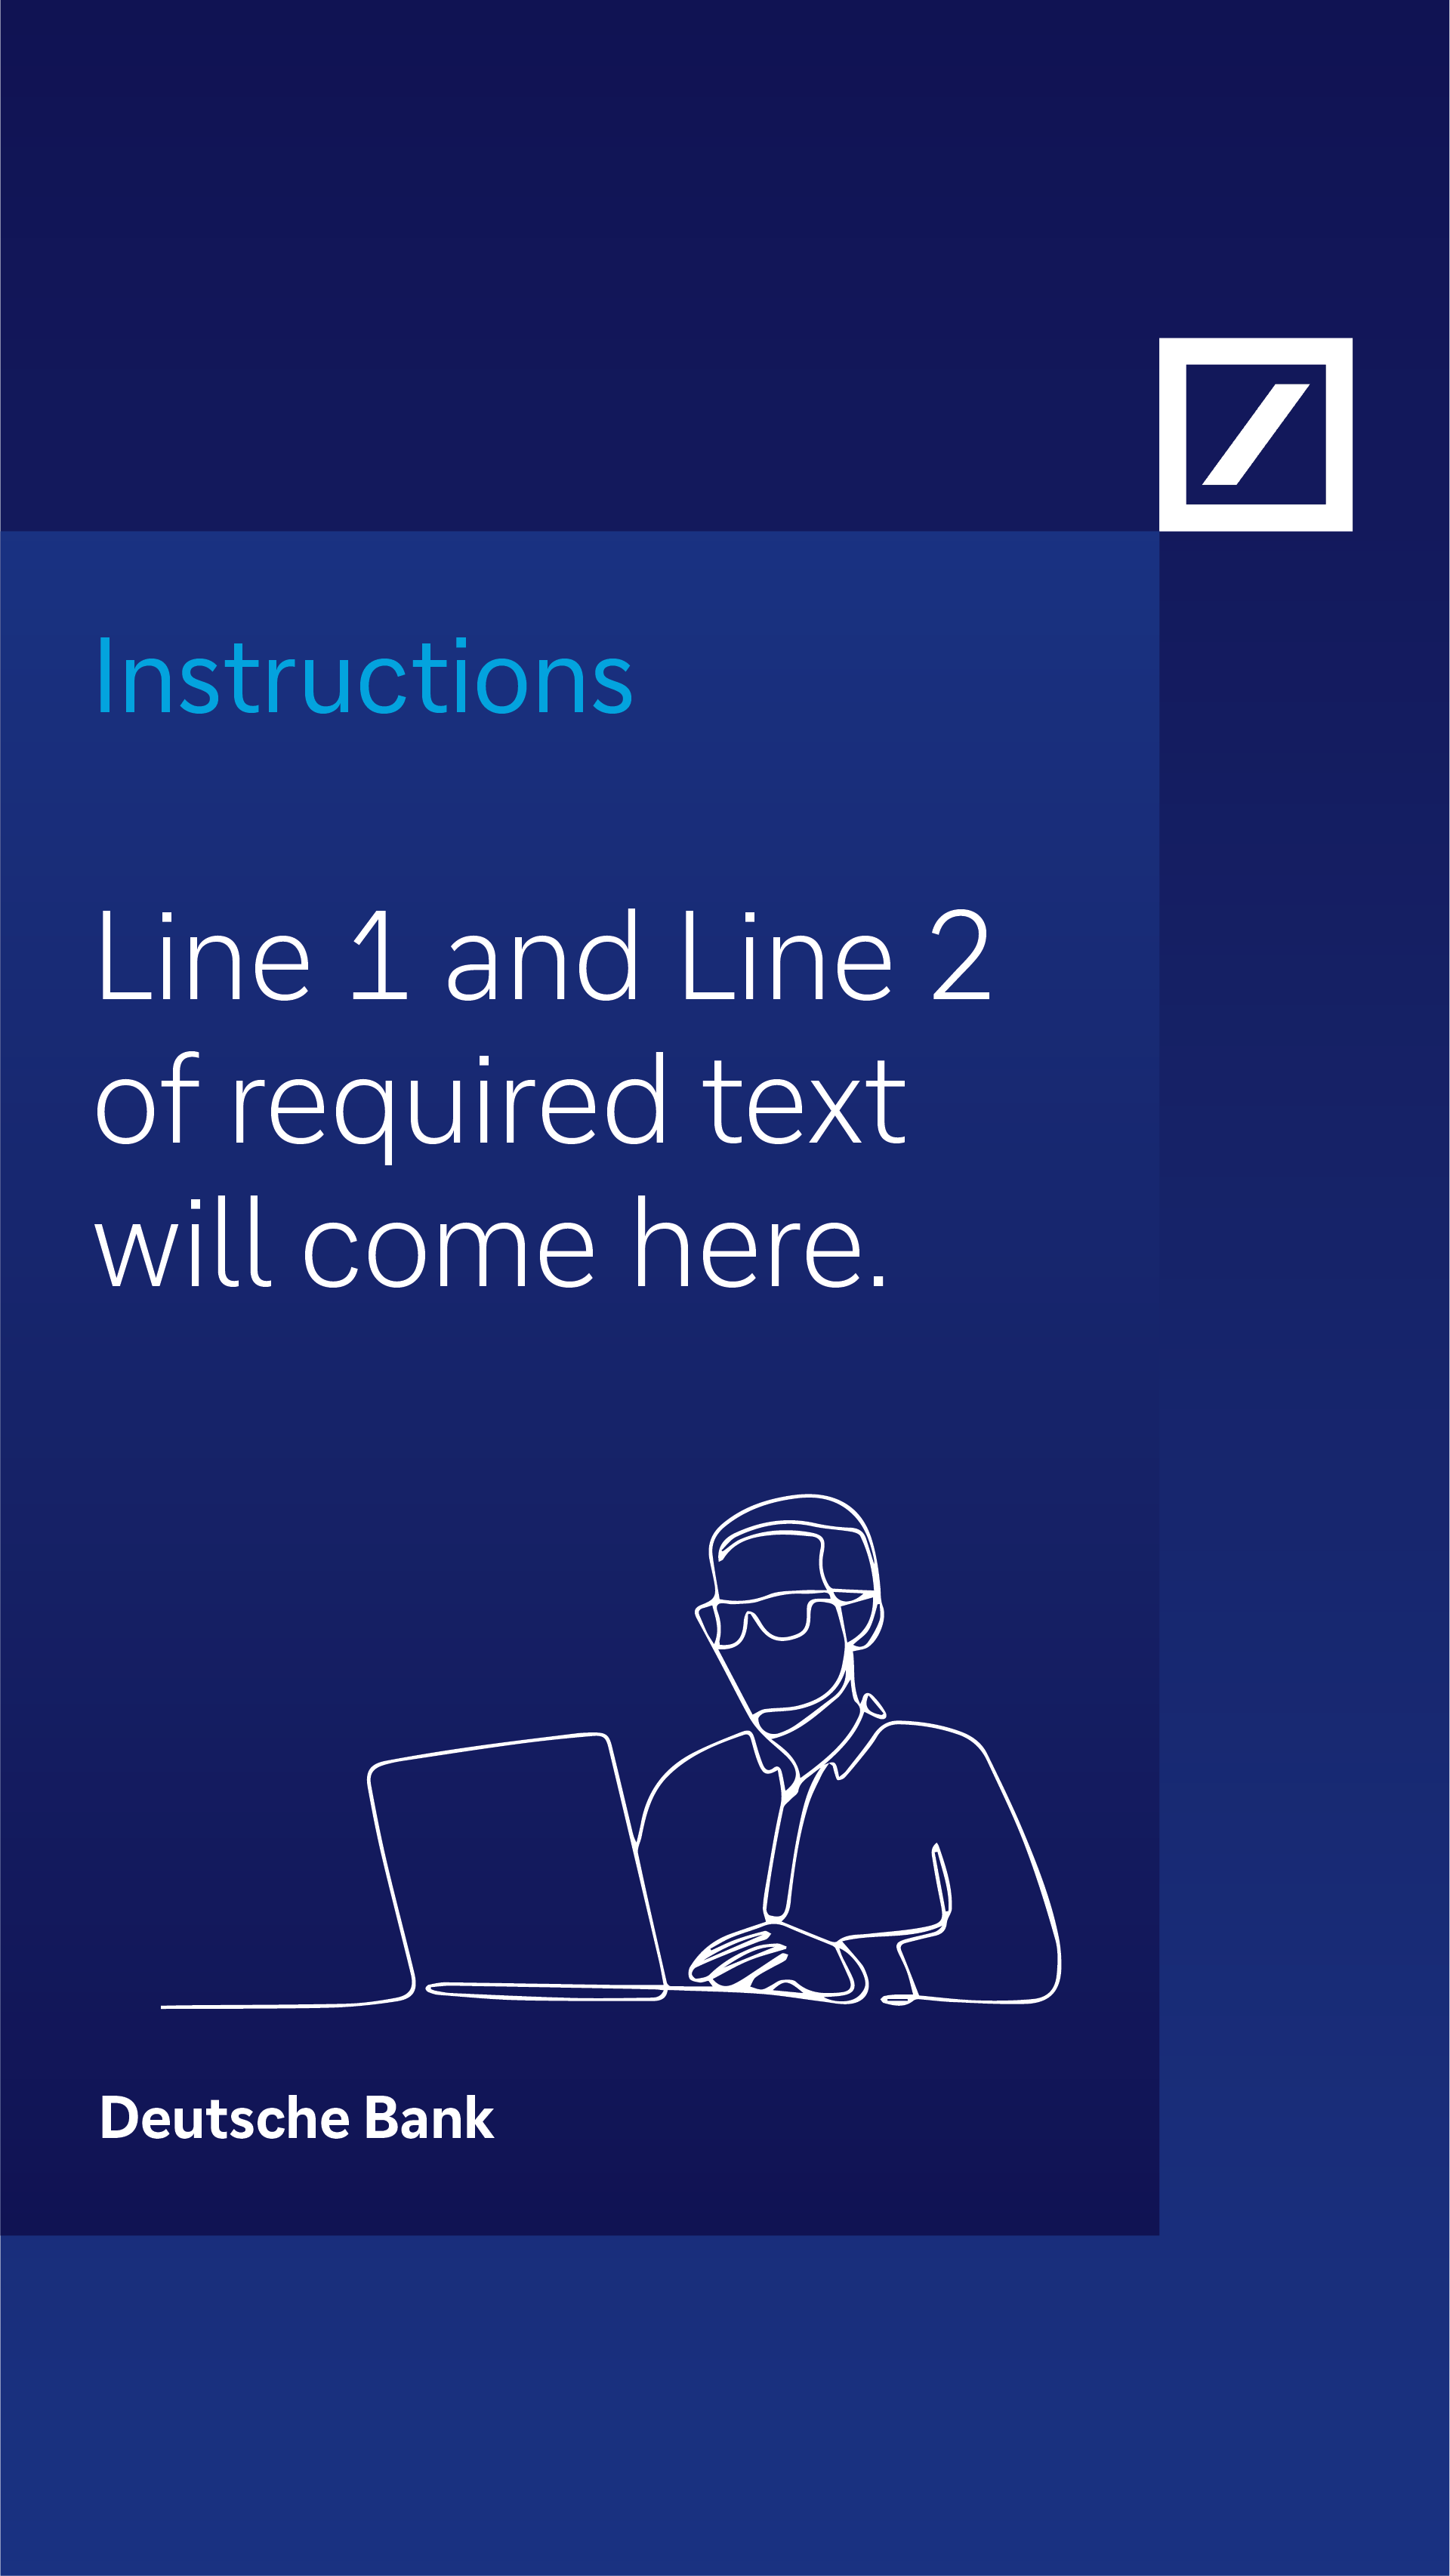 Instructions
Line 1 and Line 2
of required text
will come here.
Deutsche Bank